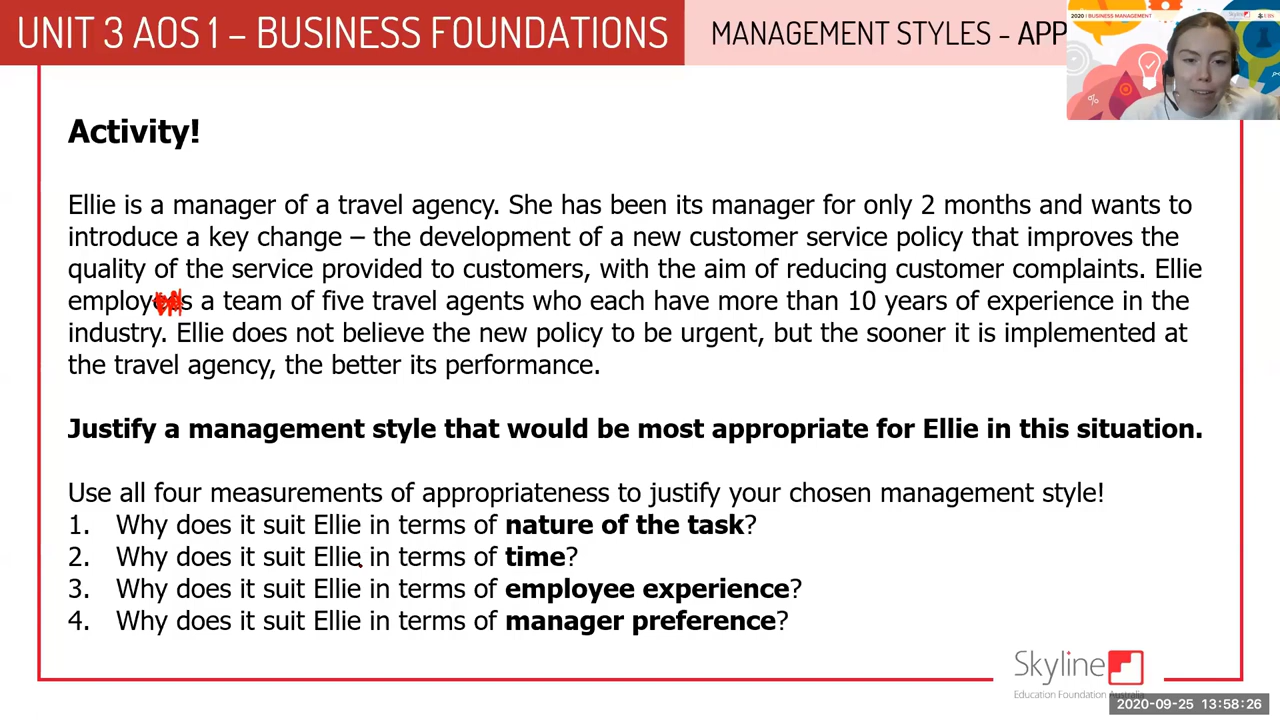 UNIT 3 AOS 1 – BUSINESS FOUNDATIONS
MANAGEMENT STYLES - APP
2020 | BUSINESS MANAGEMENT
Activity!
Ellie is a manager of a travel agency. She has been its manager for only 2 months and wants to
introduce a key change – the development of a new customer service policy that improves the
quality of the service provided to customers, with the aim of reducing customer complaints. Ellie
employees a team of five travel agents who each have more than 10 years of experience in the
industry. Ellie does not believe the new policy to be urgent, but the sooner it is implemented at
the travel agency, the better its performance.
Justify a management style that would be most appropriate for Ellie in this situation.
Use all four measurements of appropriateness to justify your chosen management style!
1. Why does it suit Ellie in terms of nature of the task?
2. Why does it suit Ellie in terms of time?
3. Why does it suit Ellie in terms of employee experience?
4. Why does it suit Ellie in terms of manager preference?
Skyline
Education Foundation Australia
2020-09-25 13:58:26